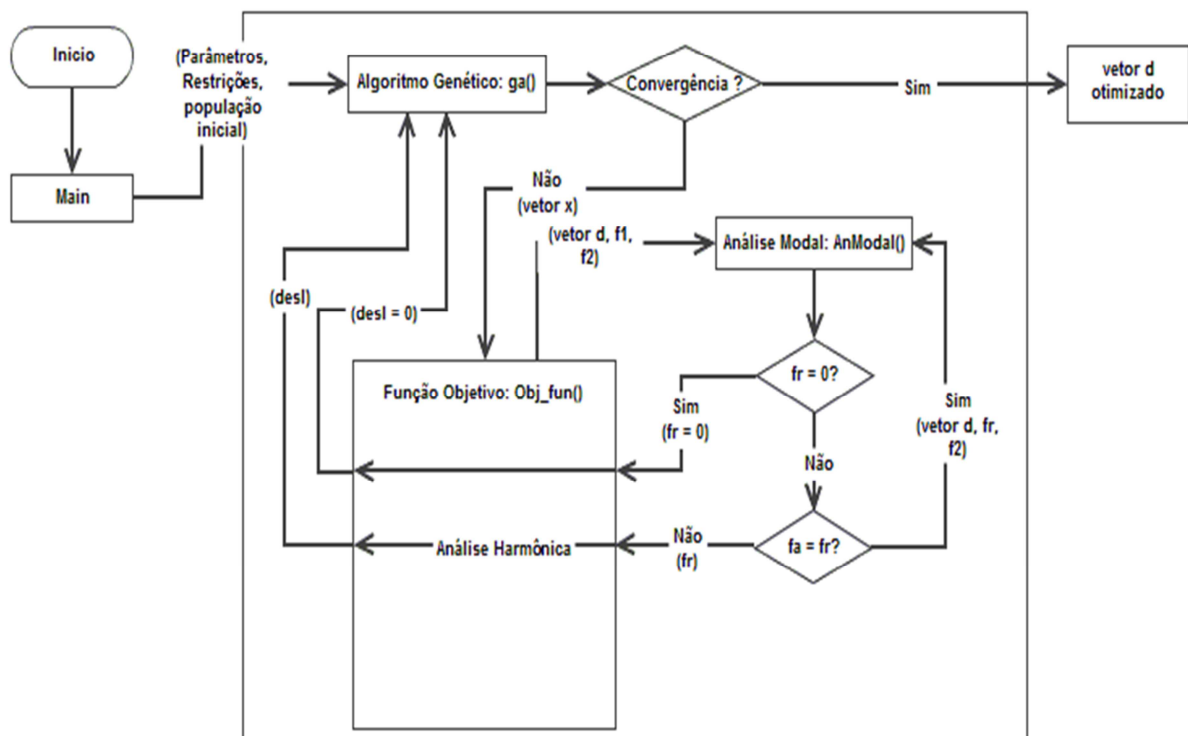 Inicio
Main
(Parâmetros,
Restrições,
população
inicial)
Algoritmo Genético: ga()
Convergência ?
Sim
vetor d
otimizado
Não
(vetor x)
(vetor d, f1,
f2)
Análise Modal: AnModal()
(desl)
(desl = 0)
Função Objetivo: Obj_fun()
fr = 0?
Sim
(fr = 0)
Sim
(vetor d, fr,
f2)
Não
Análise Harmônica
Não
(fr)
fa = fr?